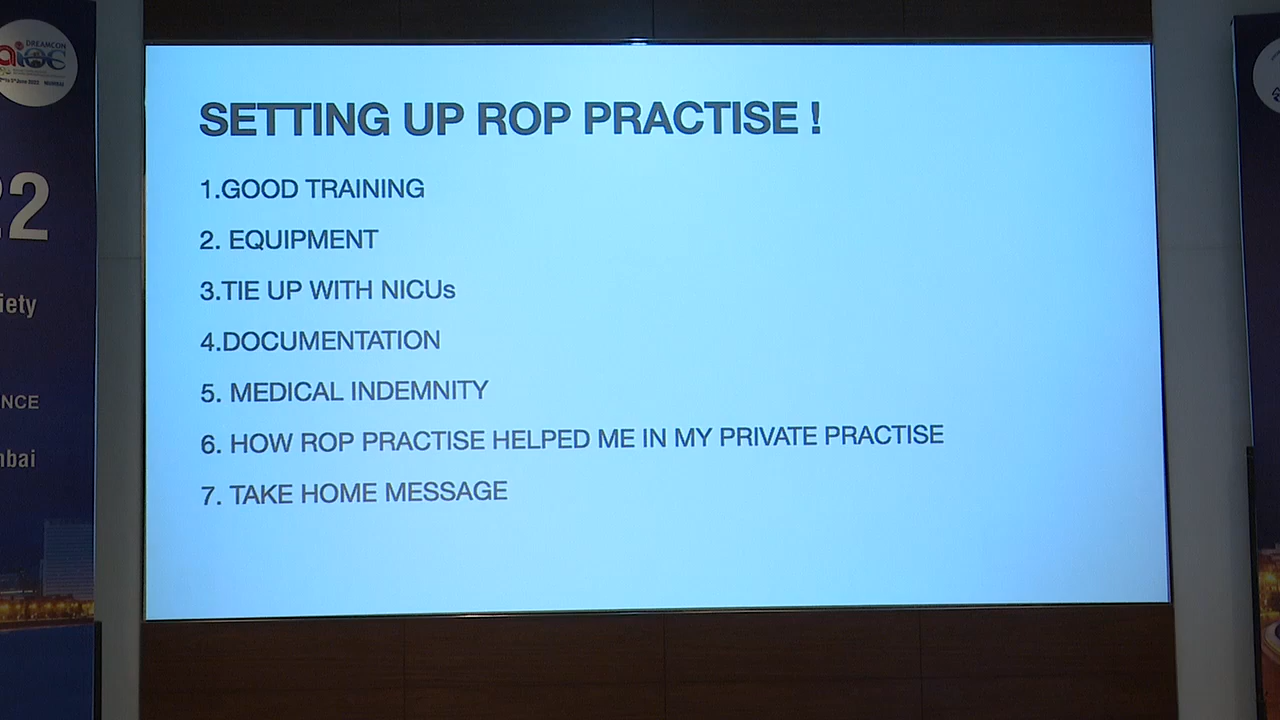 DREAMCON
aioc
22
iety
NCE
nbai
SETTING UP ROP PRACTISE !
1.GOOD TRAINING
2. EQUIPMENT
3.TIE UP WITH NICUs
4.DOCUMENTATION
5. MEDICAL INDEMNITY
6. HOW ROP PRACTISE HELPED ME IN MY PRIVATE PRACTISE
7. TAKE HOME MESSAGE